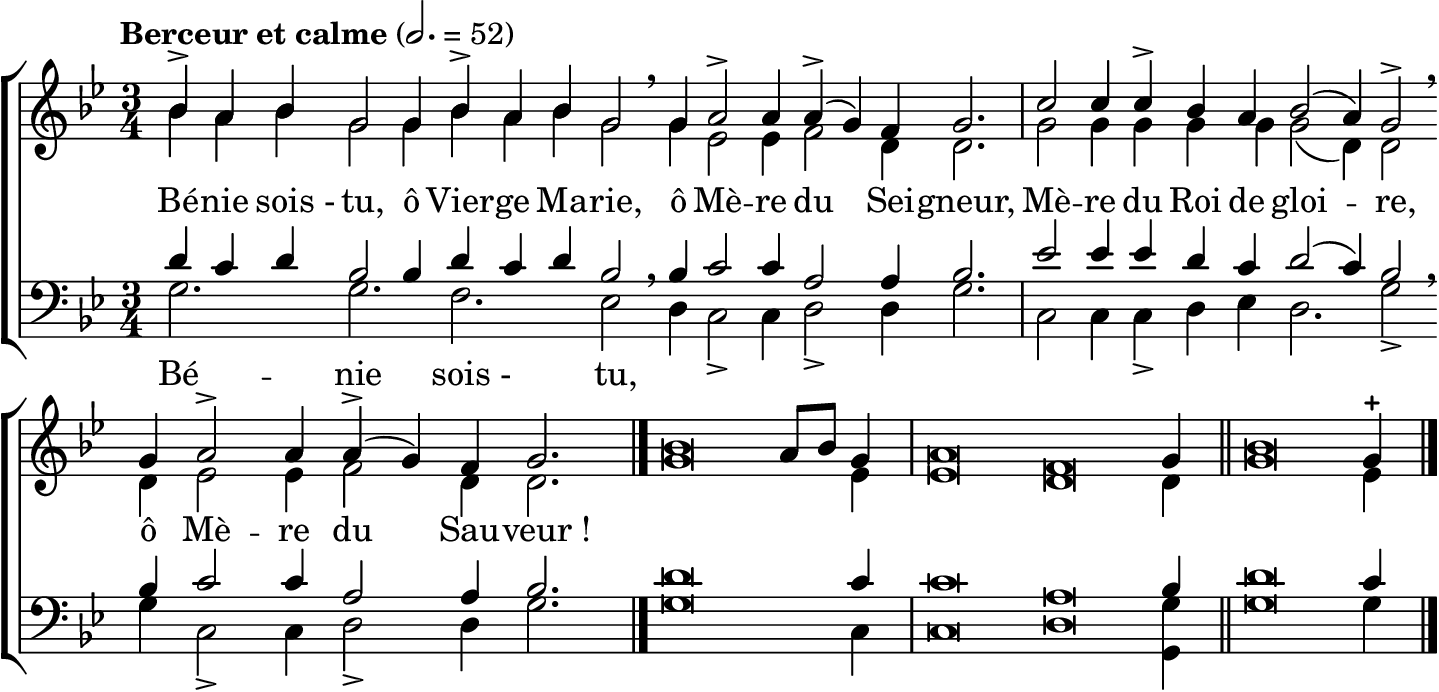 Berceur et calme (𝅗𝅥. = 52)
Bénie sois - tu, ô Vierge Marie, ô Mè -- re du Seigneur, Mè -- re du Roi de gloi -- re,
Bé -- nie sois - tu,
ô Mè -- re du Sauveur !